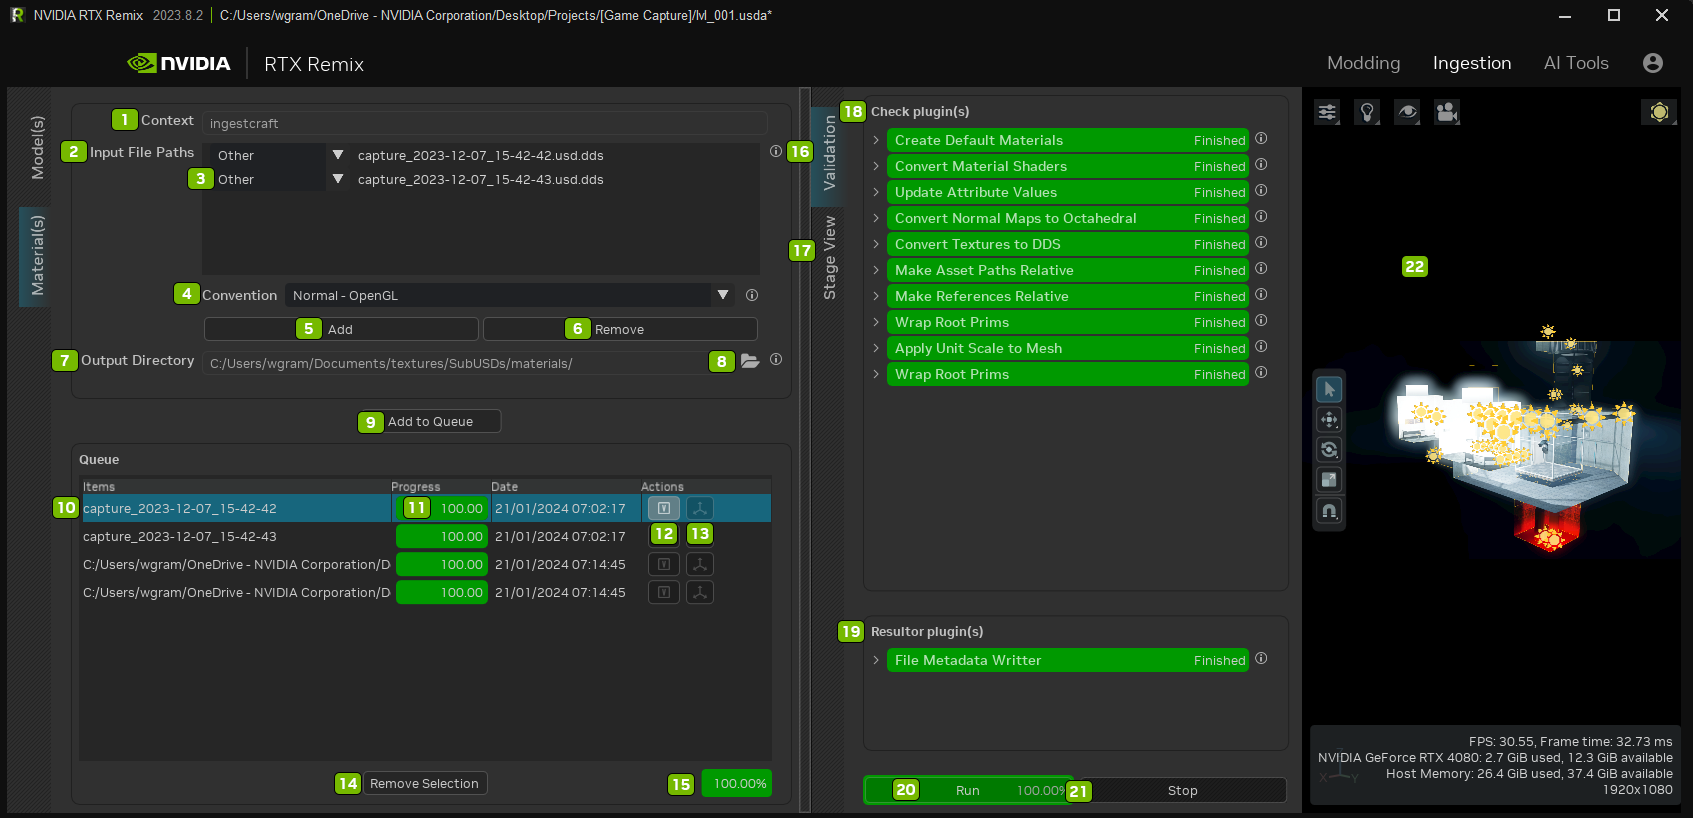 NVIDIA RTX Remix 2023.8.2 | C:/Users/wgram/OneDrive - NVIDIA Corporation/Desktop/Projects/[Game Capture]/lvl_001.usda*
NVIDIA | RTX Remix
Modding Ingestion AI Tools
Model(s)
Material(s)
1 Context ingestcraft
2 Input File Paths Other capture_2023-12-07_15-42-42.usd.dds
3 Other capture_2023-12-07_15-42-43.usd.dds
4 Convention Normal - OpenGL
5 Add 6 Remove
7 Output Directory C:/Users/wgram/Documents/textures/SubUSDs/materials/ 8
9 Add to Queue
Queue
Items Progress Date Actions
10 capture_2023-12-07_15-42-42 11 100.00 21/01/2024 07:02:17
capture_2023-12-07_15-42-43 100.00 21/01/2024 07:02:17 12 13
C:/Users/wgram/OneDrive - NVIDIA Corporation/D 100.00 21/01/2024 07:14:45
C:/Users/wgram/OneDrive - NVIDIA Corporation/D 100.00 21/01/2024 07:14:45
14 Remove Selection 15 100.00%
16 Validation
17 Stage View
18 Check plugin(s)
Create Default Materials Finished
Convert Material Shaders Finished
Update Attribute Values Finished
Convert Normal Maps to Octahedral Finished
Convert Textures to DDS Finished
Make Asset Paths Relative Finished
Make References Relative Finished
Wrap Root Prims Finished
Apply Unit Scale to Mesh Finished
Wrap Root Prims Finished
19 Resultor plugin(s)
File Metadata Writter Finished
20 Run 100.00% 21 Stop
22
FPS: 30.55, Frame time: 32.73 ms
NVIDIA GeForce RTX 4080: 2.7 GiB used, 12.3 GiB available
Host Memory: 26.4 GiB used, 37.4 GiB available
1920x1080
X Y